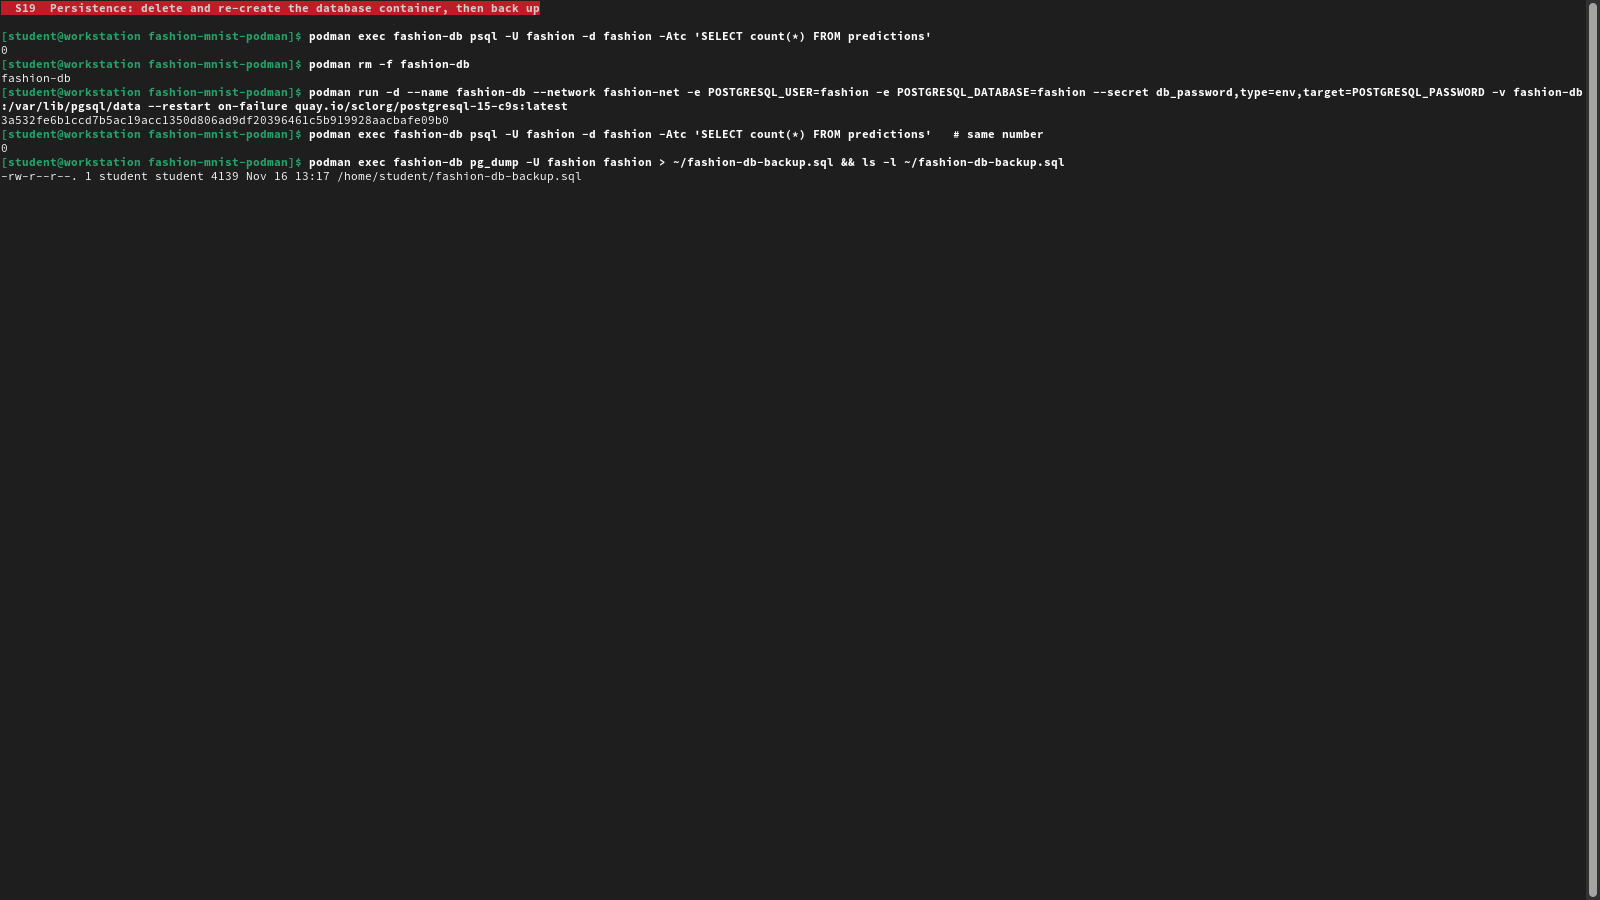 S19  Persistence: delete and re-create the database container, then back up
[student@workstation fashion-mnist-podman]$ podman exec fashion-db psql -U fashion -d fashion -Atc 'SELECT count(*) FROM predictions'
0
[student@workstation fashion-mnist-podman]$ podman rm -f fashion-db
fashion-db
[student@workstation fashion-mnist-podman]$ podman run -d --name fashion-db --network fashion-net -e POSTGRESQL_USER=fashion -e POSTGRESQL_DATABASE=fashion --secret db_password,type=env,target=POSTGRESQL_PASSWORD -v fashion-db
:/var/lib/pgsql/data --restart on-failure quay.io/sclorg/postgresql-15-c9s:latest
3a532fe6b1ccd7b5ac19acc1350d806ad9df20396461c5b919928aacbafe09b0
[student@workstation fashion-mnist-podman]$ podman exec fashion-db psql -U fashion -d fashion -Atc 'SELECT count(*) FROM predictions'   # same number
0
[student@workstation fashion-mnist-podman]$ podman exec fashion-db pg_dump -U fashion fashion > ~/fashion-db-backup.sql && ls -l ~/fashion-db-backup.sql
-rw-r--r--. 1 student student 4139 Nov 16 13:17 /home/student/fashion-db-backup.sql